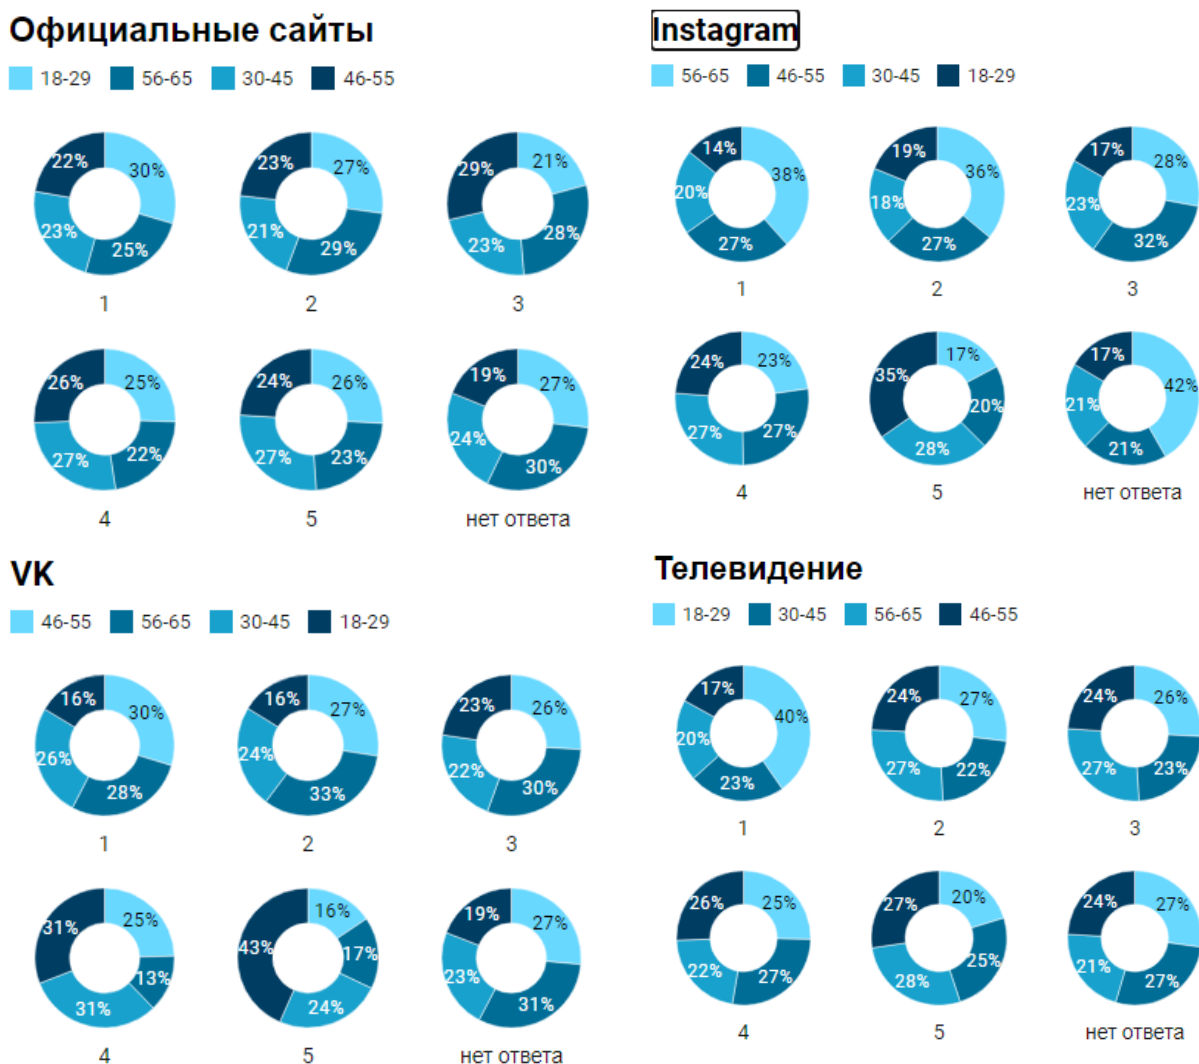 Официальные сайты
18-29 56-65 30-45 46-55
22% 30% 23% 25%
1
23% 27% 21% 29%
2
29% 21% 23% 28%
3
26% 25% 27% 22%
4
24% 26% 27% 23%
5
19% 27% 24% 30%
нет ответа
Instagram
56-65 46-55 30-45 18-29
14% 38% 20% 27%
1
19% 36% 18% 27%
2
17% 28% 23% 32%
3
24% 23% 27% 27%
4
35% 17% 20% 28%
5
17% 42% 21% 21%
нет ответа
VK
46-55 56-65 30-45 18-29
16% 30% 26% 28%
1
16% 27% 24% 33%
2
23% 26% 22% 30%
3
31% 25% 13% 31%
4
43% 16% 17% 24%
5
19% 27% 23% 31%
нет ответа
Телевидение
18-29 30-45 56-65 46-55
17% 40% 20% 23%
1
24% 27% 27% 22%
2
24% 26% 27% 23%
3
26% 25% 22% 27%
4
27% 20% 25% 28%
5
24% 27% 21% 27%
нет ответа